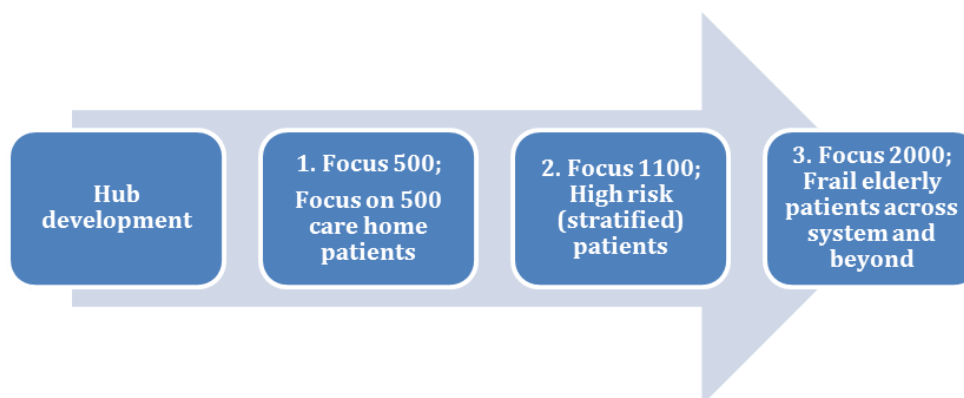 Hub
development
1. Focus 500;
Focus on 500
care home
patients
2. Focus 1100;
High risk
(stratified)
patients
3. Focus 2000;
Frail elderly
patients across
system and
beyond